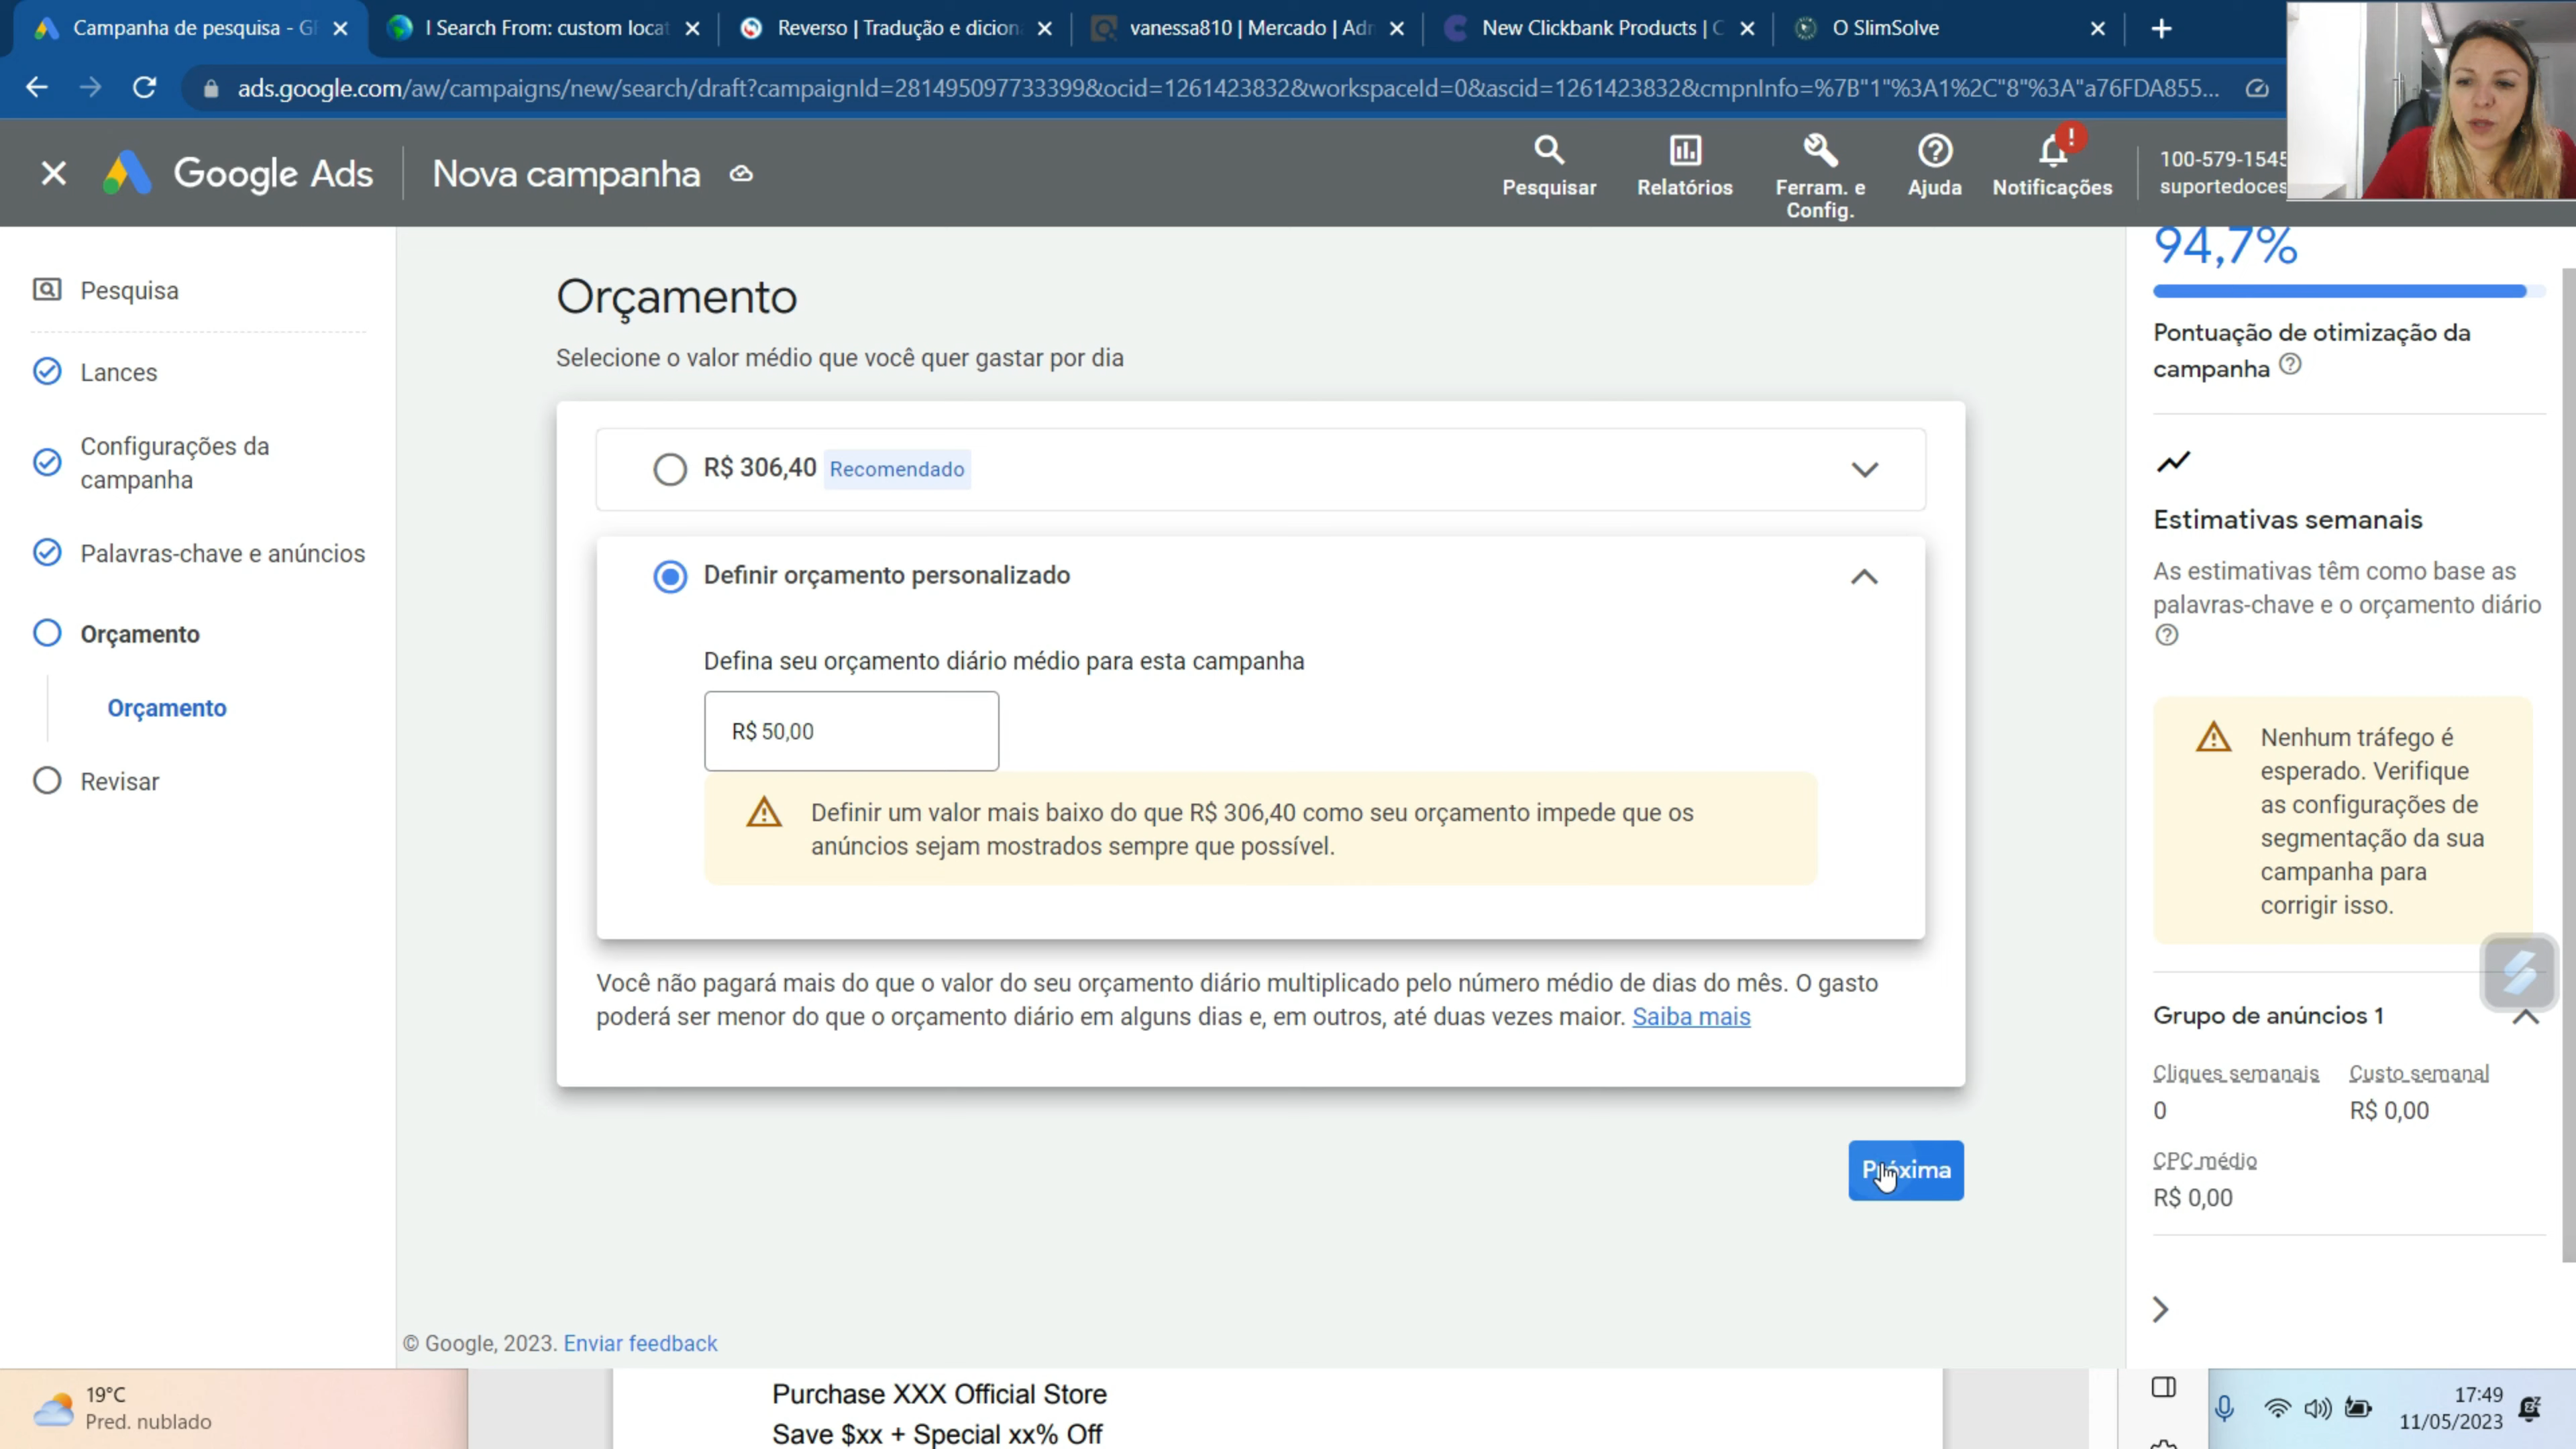 Campanha de pesquisa - G
I Search From: custom locat
Reverso | Tradução e dicion
vanessa810 | Mercado | Adr
New Clickbank Products | C
O SlimSolve
ads.google.com/aw/campaigns/new/search/draft?campaignId=281495097733399&ocid=1261423832&workspaceId=0&ascid=1261423832&cmpnInfo=%7B"1"%3A1%2C"8"%3A"a76FDA855...
Google Ads
Nova campanha
Pesquisar
Relatórios
Ferram. e
Config.
Ajuda
Notificações
100-579-1545
suportedoces
Pesquisa
Lances
Configurações da
campanha
Palavras-chave e anúncios
Orçamento
Orçamento
Revisar
Orçamento
Selecione o valor médio que você quer gastar por dia
R$ 306,40 Recomendado
Definir orçamento personalizado
Defina seu orçamento diário médio para esta campanha
R$ 50,00
Definir um valor mais baixo do que R$ 306,40 como seu orçamento impede que os
anúncios sejam mostrados sempre que possível.
Você não pagará mais do que o valor do seu orçamento diário multiplicado pelo número médio de dias do mês. O gasto
poderá ser menor do que o orçamento diário em alguns dias e, em outros, até duas vezes maior. Saiba mais
Próxima
© Google, 2023. Enviar feedback
94,7%
Pontuação de otimização da
campanha
Estimativas semanais
As estimativas têm como base as
palavras-chave e o orçamento diário
Nenhum tráfego é
esperado. Verifique
as configurações de
segmentação da sua
campanha para
corrigir isso.
Grupo de anúncios 1
Cliques semanais
Custo semanal
0
R$ 0,00
CPC médio
R$ 0,00
Purchase XXX Official Store
Save $xx + Special xx% Off
19°C
Pred. nublado
17:49
11/05/2023